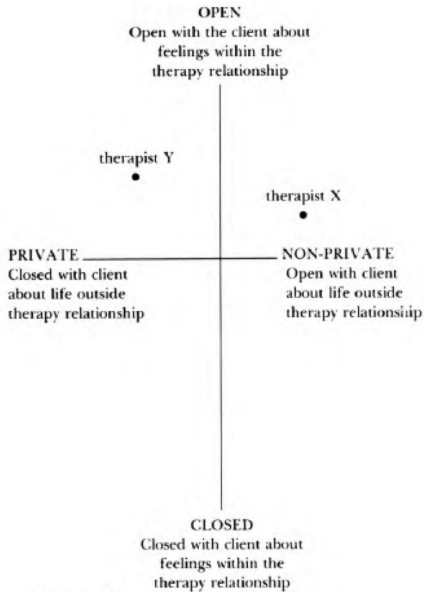 OPEN
Open with the client about
feelings within the
therapy relationship
therapist Y
therapist X
PRIVATE
Closed with client
about life outside
therapy relationship
NON-PRIVATE
Open with client
about life outside
therapy relationship
CLOSED
Closed with client about
feelings within the
therapy relationship